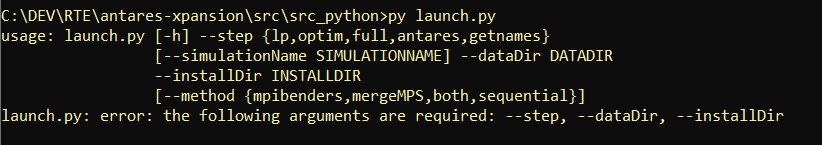 C:\DEV\RTE\antares-xpansion\src\src_python>py launch.py
usage: launch.py [-h] --step {lp,optim,full,antares,getnames}
[--simulationName SIMULATIONNAME] --dataDir DATADIR
--installDir INSTALLDIR
[--method {mpibenders,mergeMPS,both,sequential}]
launch.py: error: the following arguments are required: --step, --dataDir, --installDir